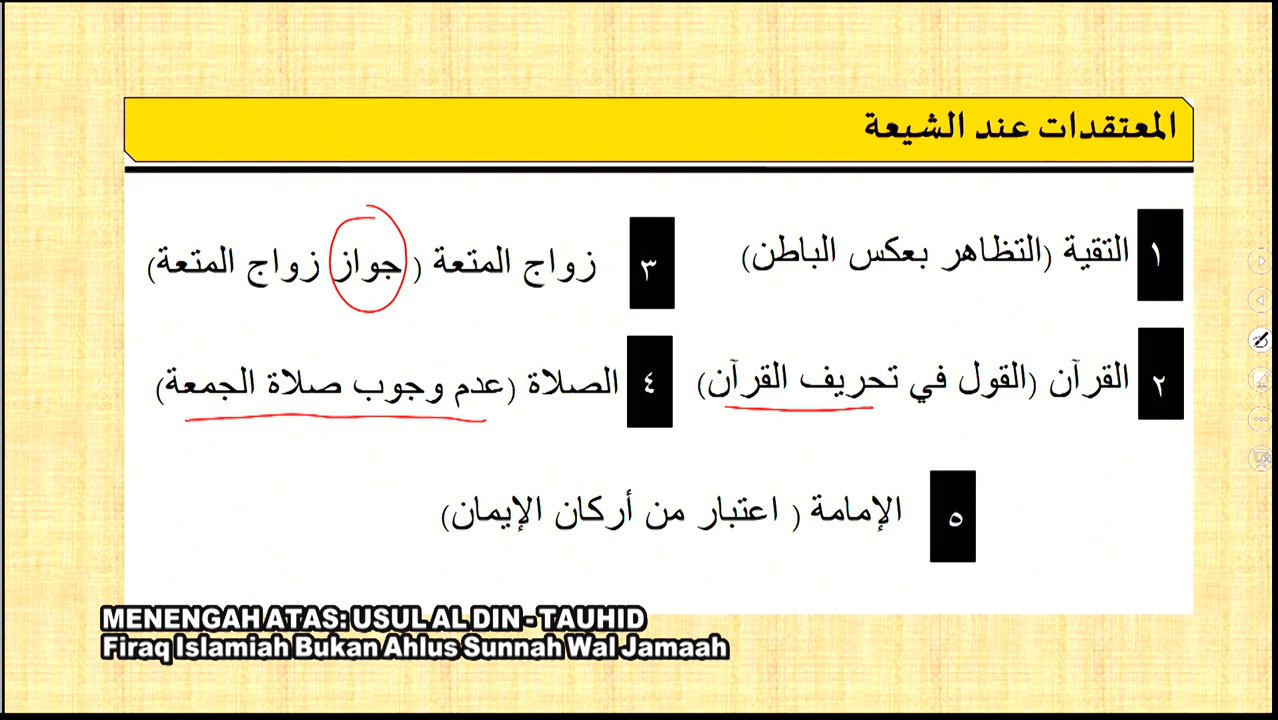 المعتقدات عند الشيعة
١ التقية (التظاهر بعكس الباطن)
٢ القرآن (القول في تحريف القرآن)
٣ زواج المتعة ( جواز زواج المتعة)
٤ الصلاة (عدم وجوب صلاة الجمعة)
٥ الإمامة ( اعتبار من أركان الإيمان)
MENENGAH ATAS: USUL AL DIN - TAUHID
Firaq Islamiah Bukan Ahlus Sunnah Wal Jamaah